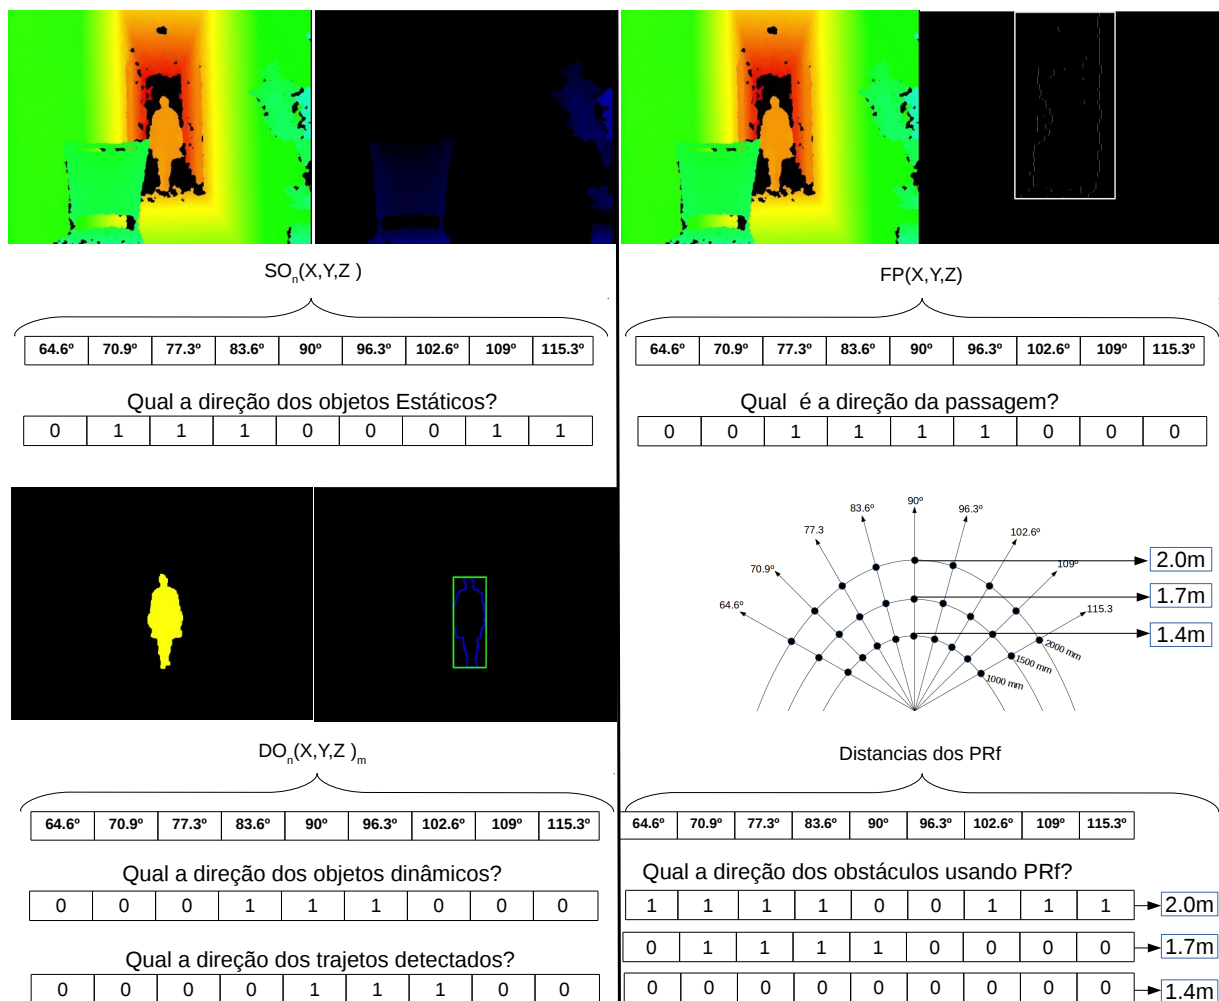 SOn(X,Y,Z )
64.6º 70.9º 77.3º 83.6º 90º 96.3º 102.6º 109º 115.3º
Qual a direção dos objetos Estáticos?
0 1 1 1 0 0 0 1 1
FP(X,Y,Z)
64.6º 70.9º 77.3º 83.6º 90º 96.3º 102.6º 109º 115.3º
Qual é a direção da passagem?
0 0 1 1 1 1 0 0 0
DOn(X,Y,Z )m
64.6º 70.9º 77.3º 83.6º 90º 96.3º 102.6º 109º 115.3º
Qual a direção dos objetos dinâmicos?
0 0 0 1 1 1 0 0 0
Qual a direção dos trajetos detectados?
0 0 0 0 1 1 1 0 0
64.6º
70.9º
77.3
83.6º
90º
96.3º
102.6º
109º
115.3
2000 mm
1500 mm
1000 mm
2.0m
1.7m
1.4m
Distancias dos PRf
64.6º 70.9º 77.3º 83.6º 90º 96.3º 102.6º 109º 115.3º
Qual a direção dos obstáculos usando PRf?
1 1 1 1 0 0 1 1 1 2.0m
0 1 1 1 1 0 0 0 0 1.7m
0 0 0 0 0 0 0 0 0 1.4m